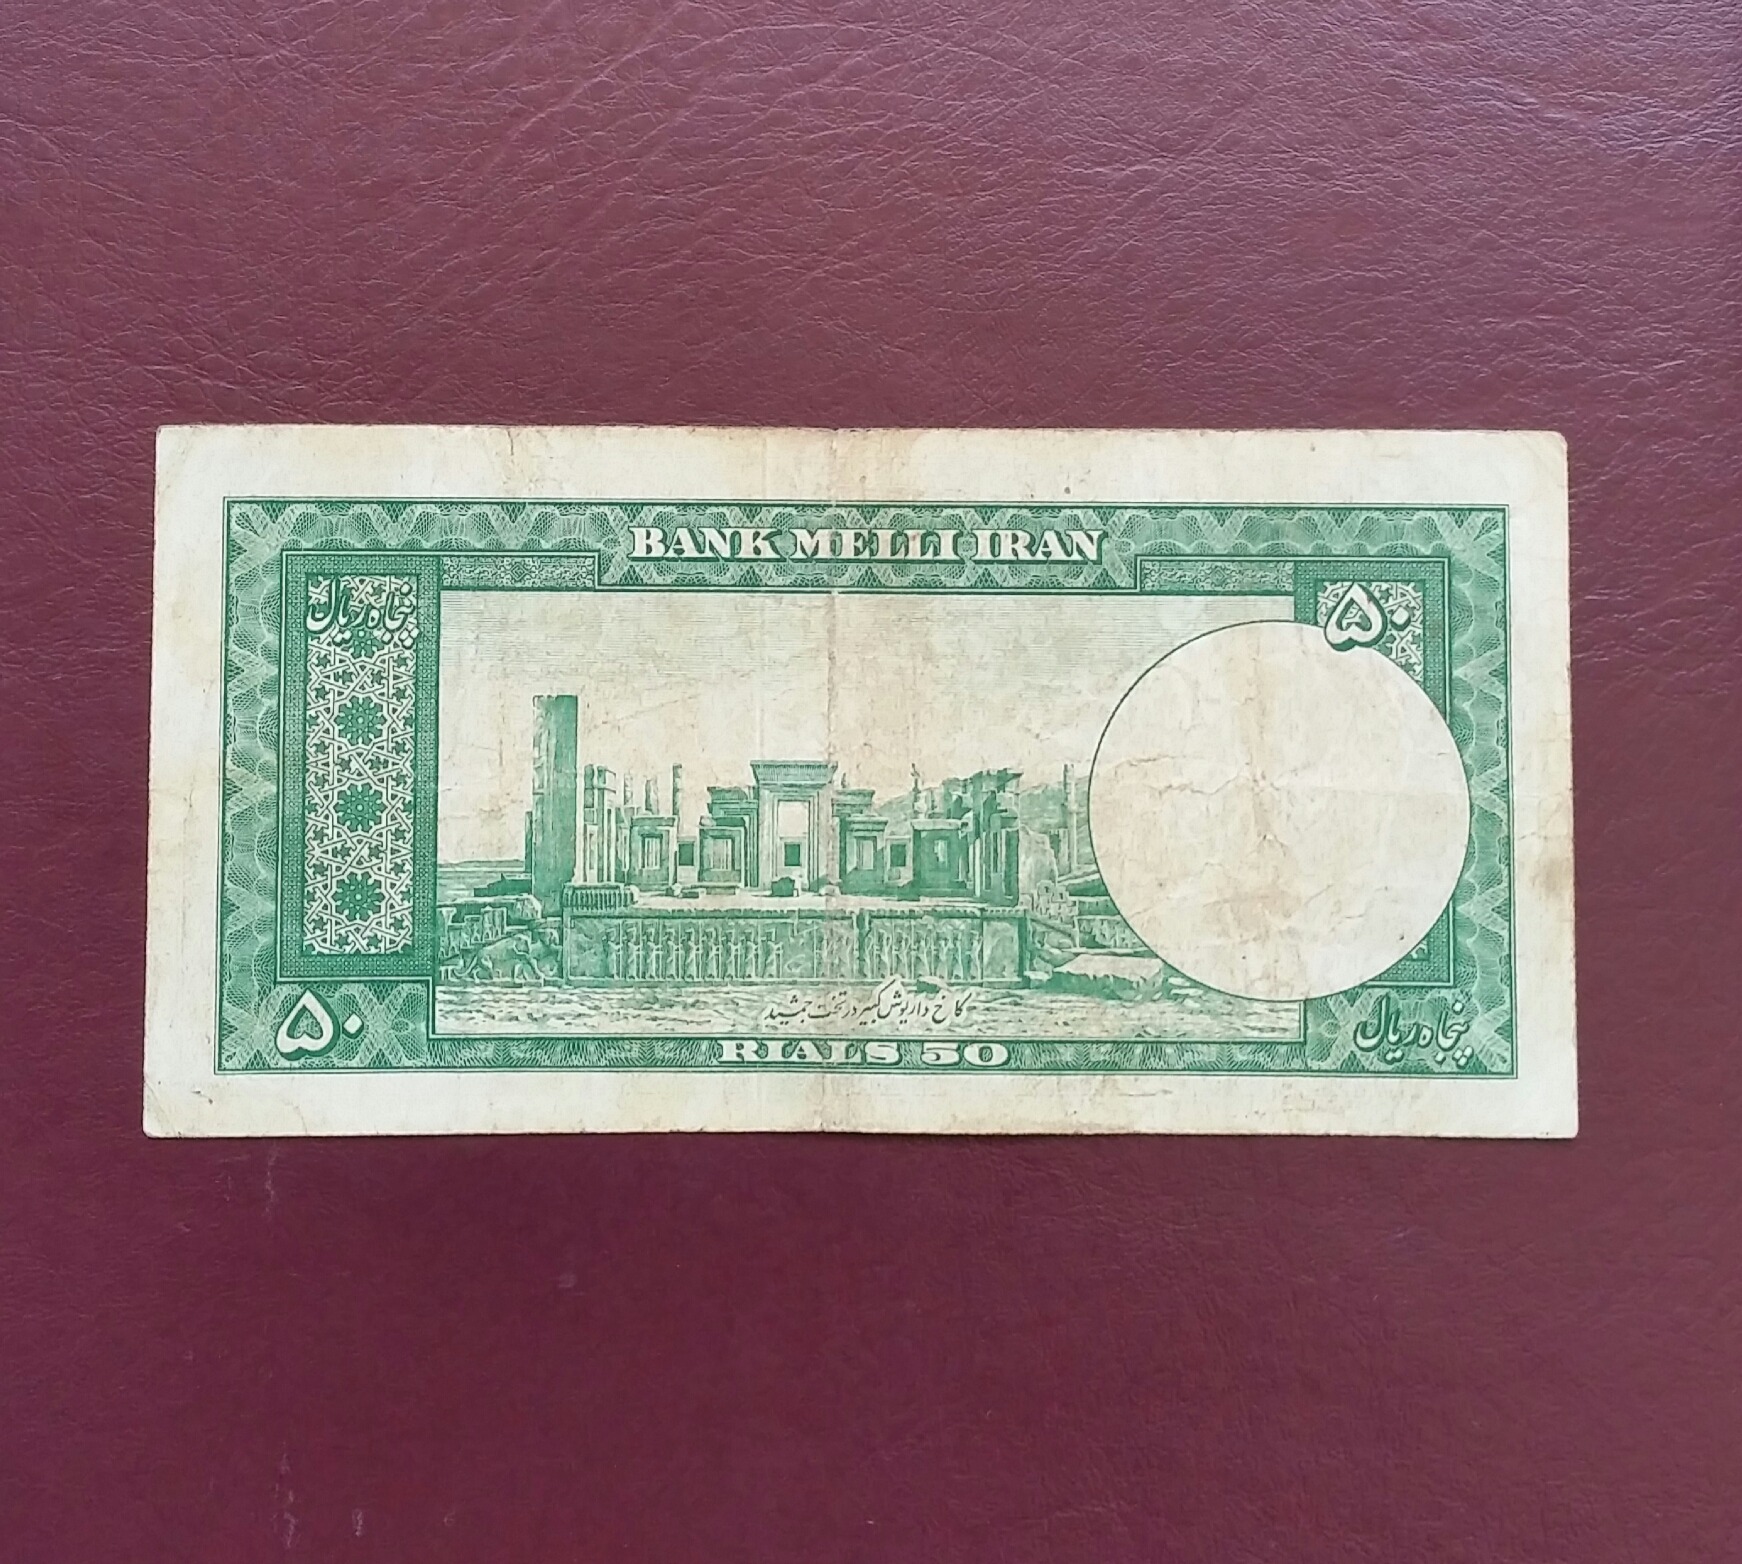 BANK MELLI IRAN
پنجاه ریال
۵۰
کاخ داریوش کبیر در تخت جمشید
۵۰
RIALS 50
پنجاه ریال